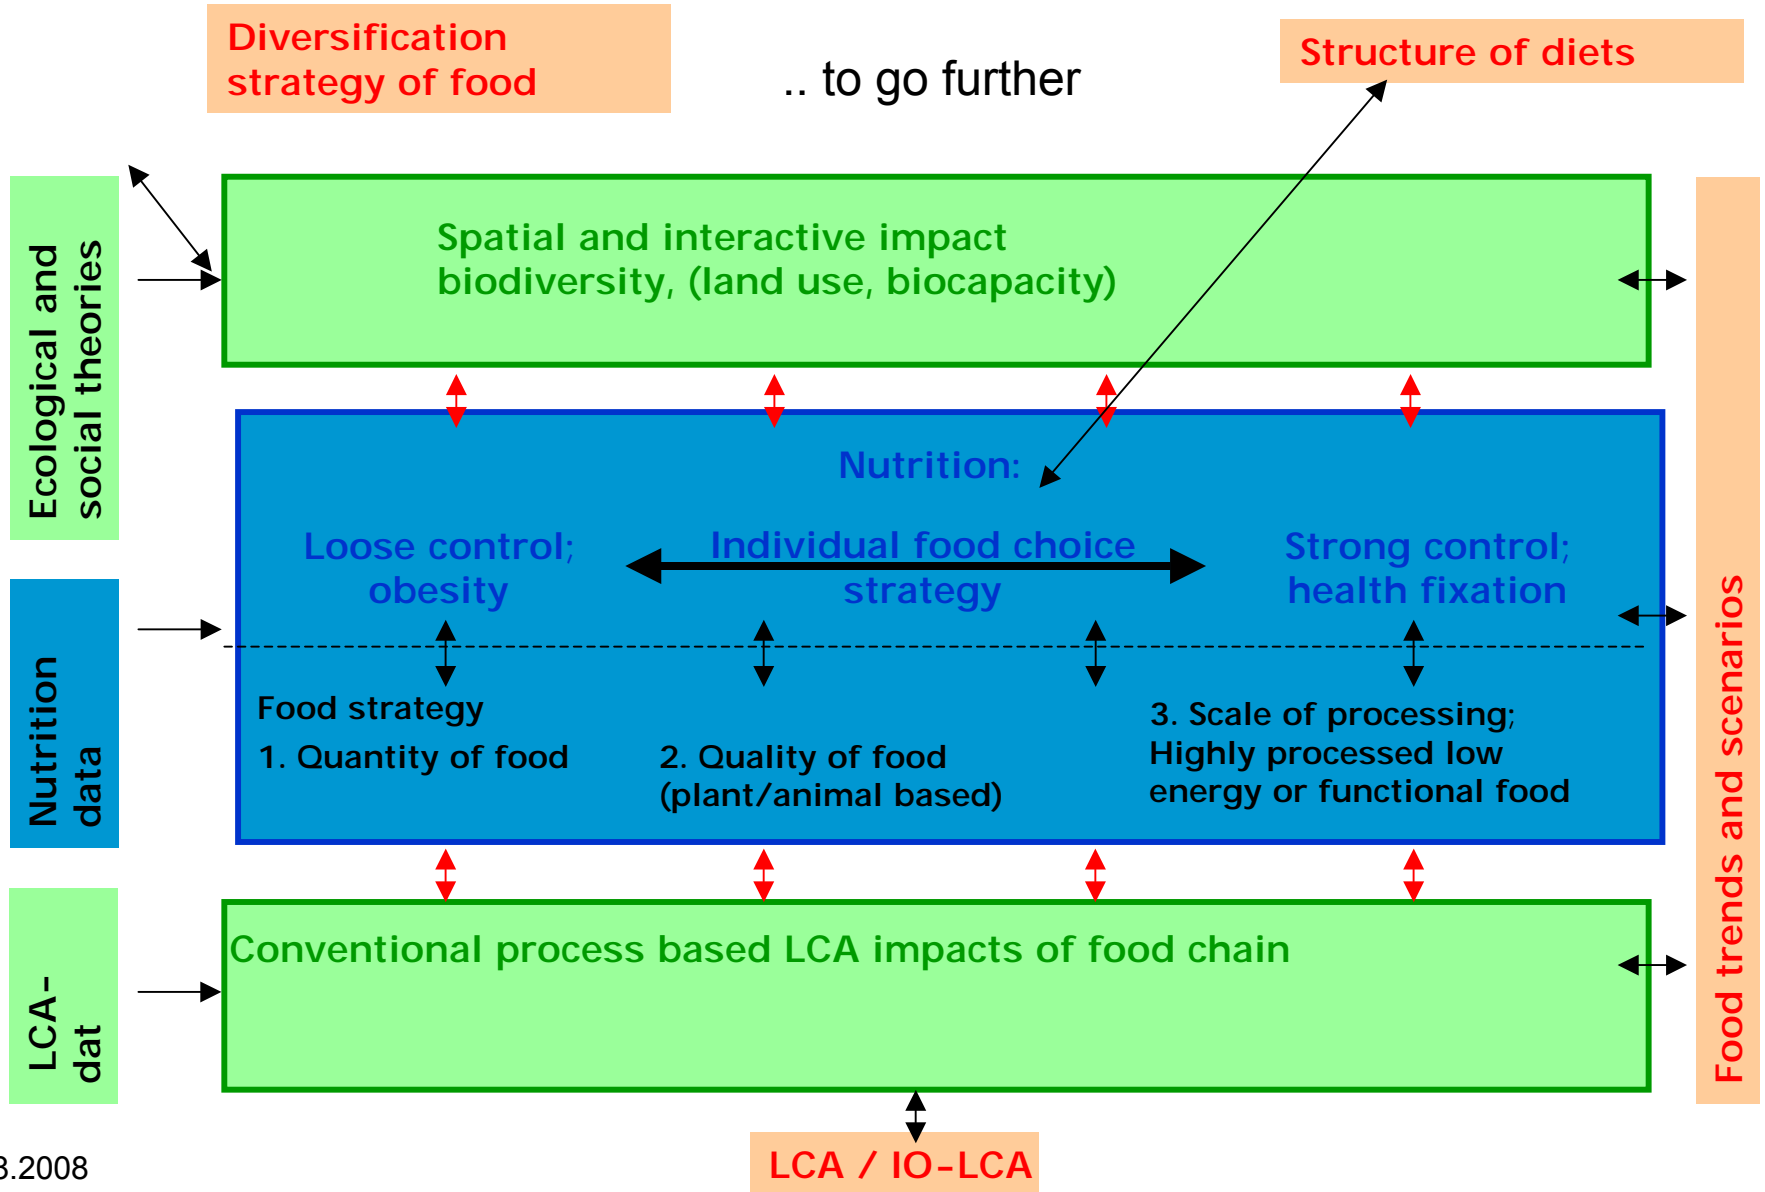 Diversification
strategy of food
.. to go further
Structure of diets
Ecological and
social theories
Spatial and interactive impact
biodiversity, (land use, biocapacity)
Nutrition:
Loose control;
obesity
Individual food choice
strategy
Strong control;
health fixation
Nutrition
data
Food strategy
1. Quantity of food
2. Quality of food
(plant/animal based)
3. Scale of processing;
Highly processed low
energy or functional food
Food trends and scenarios
LCA-
dat
Conventional process based LCA impacts of food chain
LCA / IO-LCA
3.2008